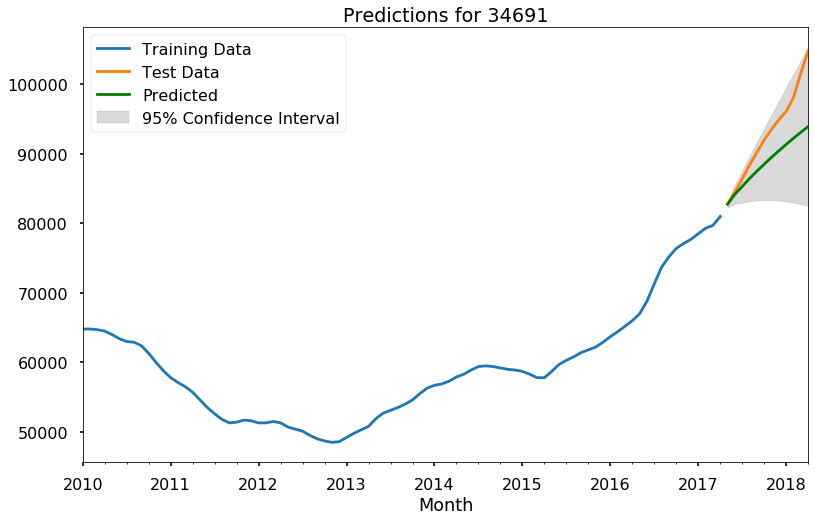 Predictions for 34691
Training Data
Test Data
Predicted
95% Confidence Interval
100000
90000
80000
70000
60000
50000
2010 2011 2012 2013 2014 2015 2016 2017 2018
Month